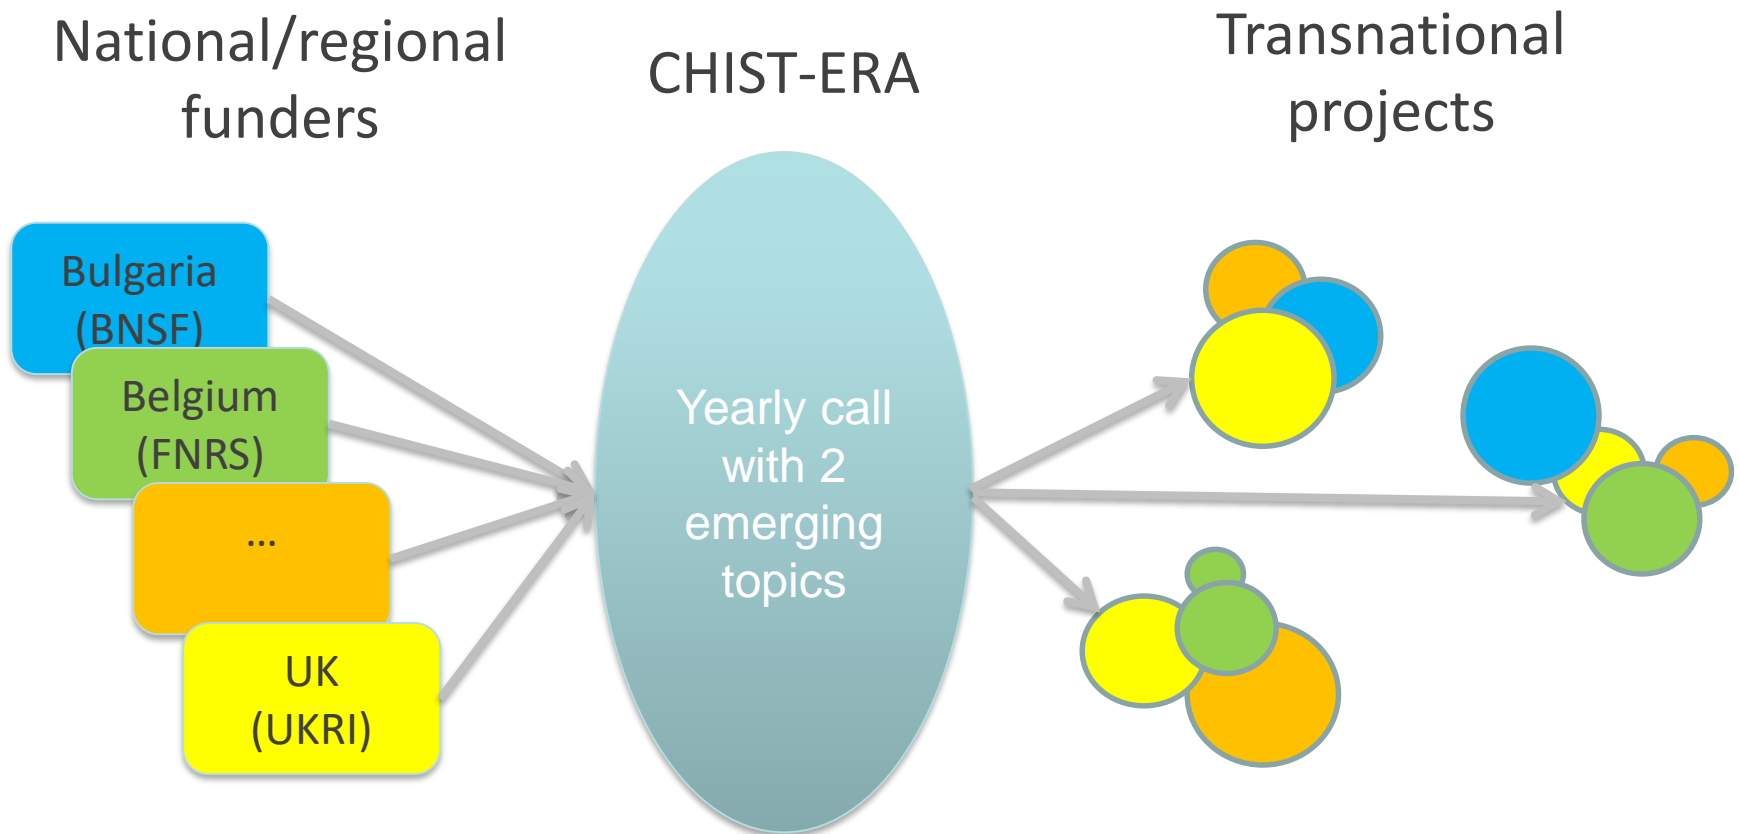 National/regional
funders
CHIST-ERA
Transnational
projects
Bulgaria
(BNSF)
Belgium
(FNRS)
...
UK
(UKRI)
Yearly call
with 2
emerging
topics